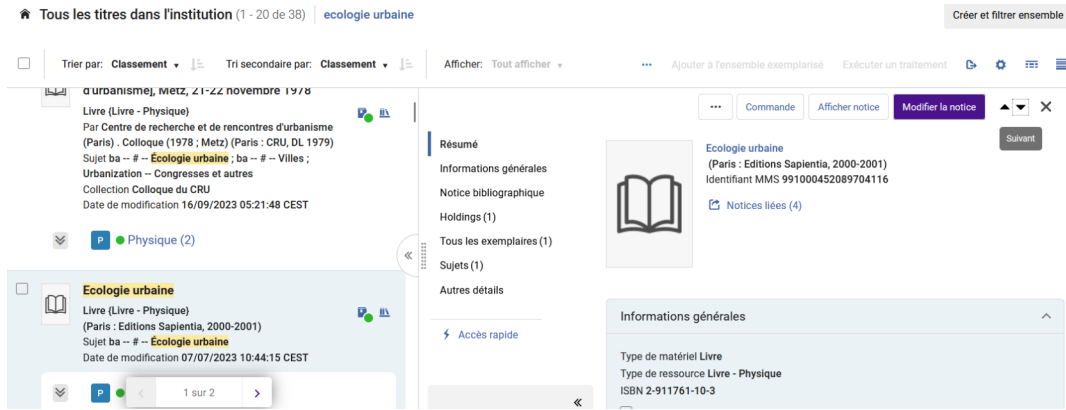 Tous les titres dans l'institution (1 - 20 de 38) ecologie urbaine
Créer et filtrer ensemble
Trier par: Classement Tri secondaire par: Classement Afficher: Tout afficher ... Ajouter à l'ensemble exemplarisé Exécuter un traitement
d'urbanisme], Metz, 21-22 novembre 1978
Livre {Livre - Physique}
Par Centre de recherche et de rencontres d'urbanisme
(Paris) . Colloque (1978 ; Metz) (Paris : CRU, DL 1979)
Sujet ba -- # -- Écologie urbaine ; ba -- # -- Villes ;
Urbanization -- Congresses et autres
Collection Colloque du CRU
Date de modification 16/09/2023 05:21:48 CEST
P Physique (2)
Ecologie urbaine
Livre {Livre - Physique}
(Paris : Editions Sapientia, 2000-2001)
Sujet ba -- # -- Écologie urbaine
Date de modification 07/07/2023 10:44:15 CEST
P
1 sur 2
Résumé
Informations générales
Notice bibliographique
Holdings (1)
Tous les exemplaires (1)
Sujets (1)
Autres détails
Accès rapide
... Commande Afficher notice Modifier la notice
Suivant
Ecologie urbaine
(Paris : Editions Sapientia, 2000-2001)
Identifiant MMS 991000452089704116
Notices liées (4)
Informations générales
Type de matériel Livre
Type de ressource Livre - Physique
ISBN 2-911761-10-3